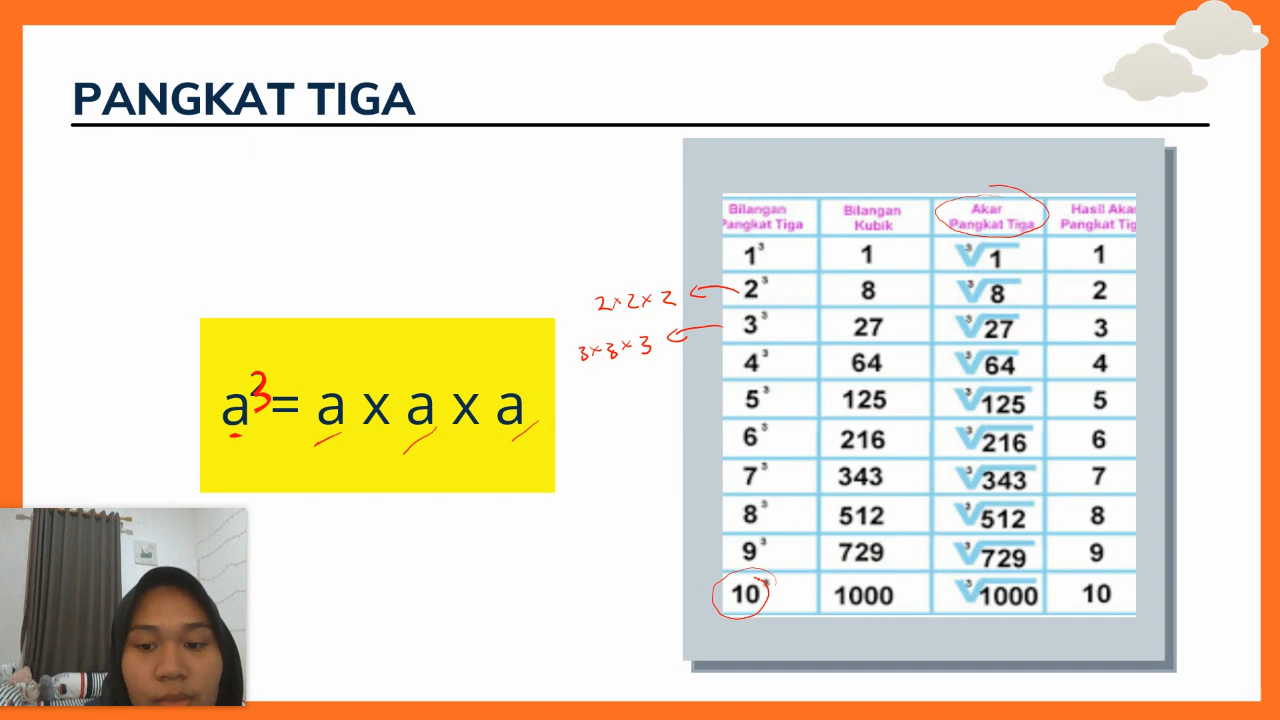 PANGKAT TIGA
Bilangan Pangkat Tiga | Bilangan Kubik | Akar Pangkat Tiga | Hasil Akar Pangkat Tig
1³ | 1 | ∛1 | 1
2³ | 8 | ∛8 | 2
3³ | 27 | ∛27 | 3
4³ | 64 | ∛64 | 4
5³ | 125 | ∛125 | 5
6³ | 216 | ∛216 | 6
7³ | 343 | ∛343 | 7
8³ | 512 | ∛512 | 8
9³ | 729 | ∛729 | 9
10³ | 1000 | ∛1000 | 10
2 x 2 x 2
3 x 3 x 3
a³ = a x a x a